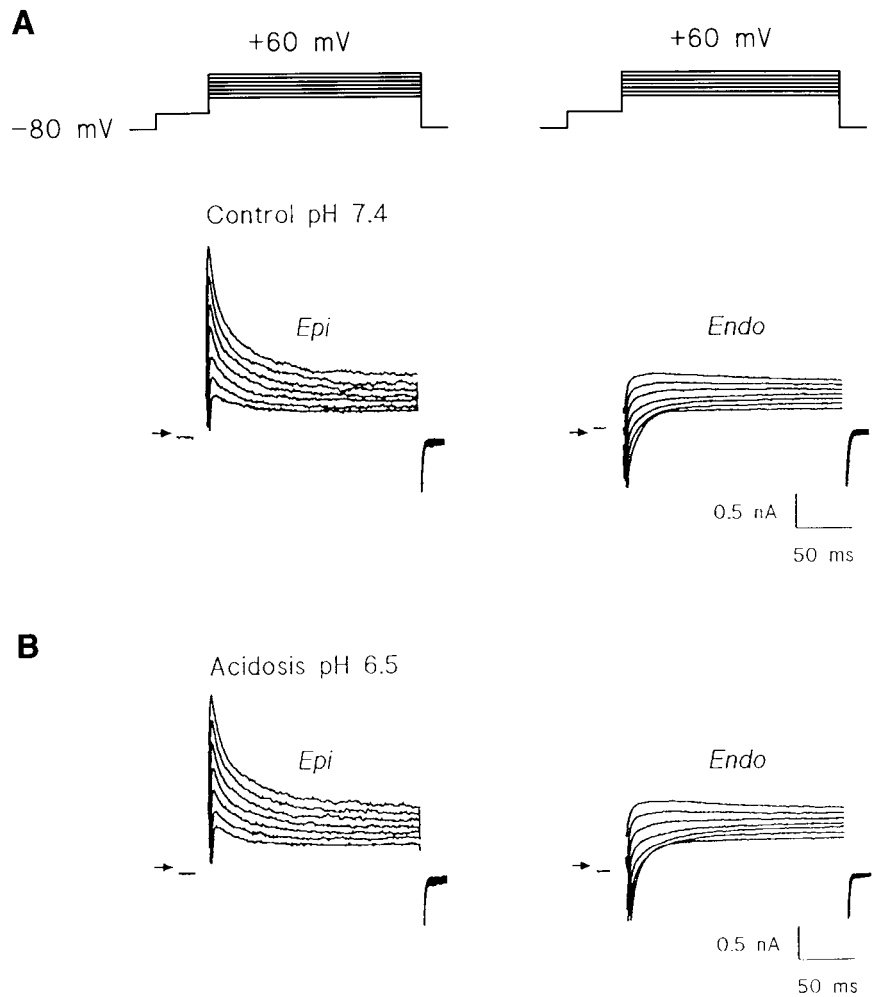 A
+60 mV
+60 mV
−80 mV
Control pH 7.4
Epi
Endo
0.5 nA
50 ms
B
Acidosis pH 6.5
Epi
Endo
0.5 nA
50 ms